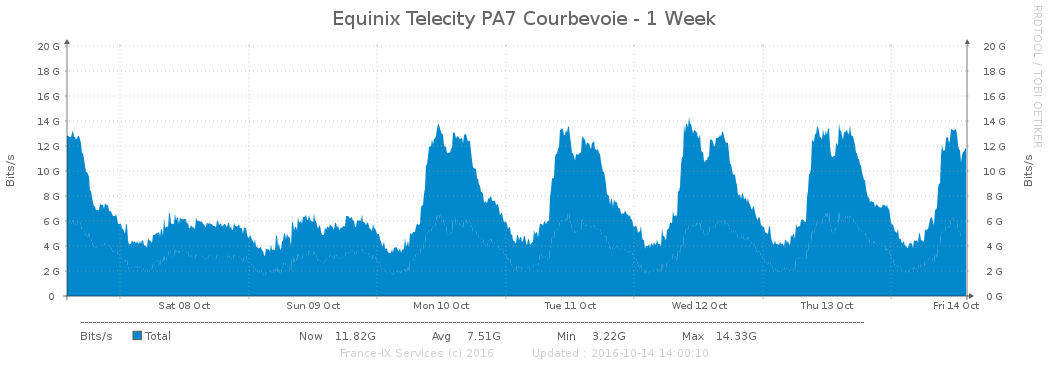 Equinix Telecity PA7 Courbevoie - 1 Week
RRDTOOL / TOBI OETIKER
Bits/s
20 G
18 G
16 G
14 G
12 G
10 G
8 G
6 G
4 G
2 G
0
20 G
18 G
16 G
14 G
12 G
10 G
8 G
6 G
4 G
2 G
0 G
Bits/s
Sat 08 Oct Sun 09 Oct Mon 10 Oct Tue 11 Oct Wed 12 Oct Thu 13 Oct Fri 14 Oct
Bits/s Total Now 11.82G Avg 7.51G Min 3.22G Max 14.33G
France-IX Services (c) 2016 Updated : 2016-10-14 14:00:10